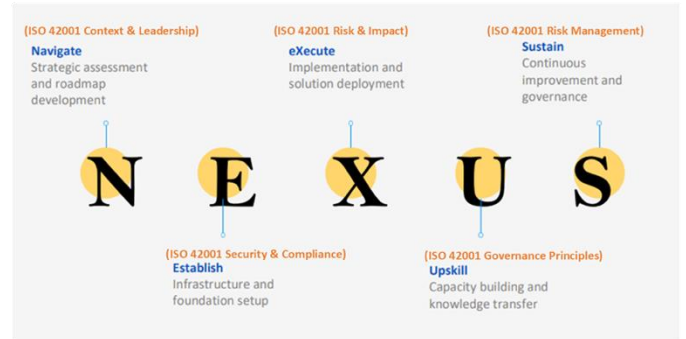 (ISO 42001 Context & Leadership)
Navigate
Strategic assessment
and roadmap
development
(ISO 42001 Risk & Impact)
eXecute
Implementation and
solution deployment
(ISO 42001 Risk Management)
Sustain
Continuous
improvement and
governance
N E X U S
(ISO 42001 Security & Compliance)
Establish
Infrastructure and
foundation setup
(ISO 42001 Governance Principles)
Upskill
Capacity building and
knowledge transfer